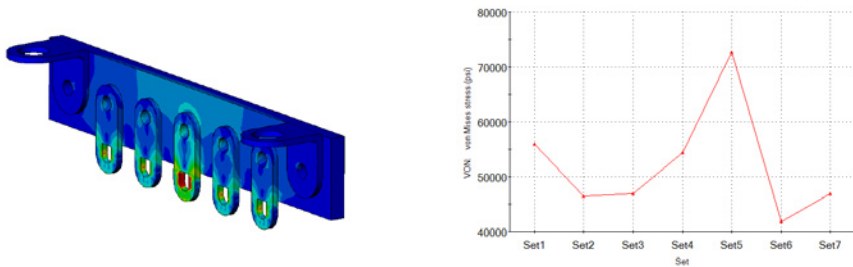 80000
70000
60000
50000
40000
VON: von Mises stress (psi)
Set1 Set2 Set3 Set4 Set5 Set6 Set7
Set